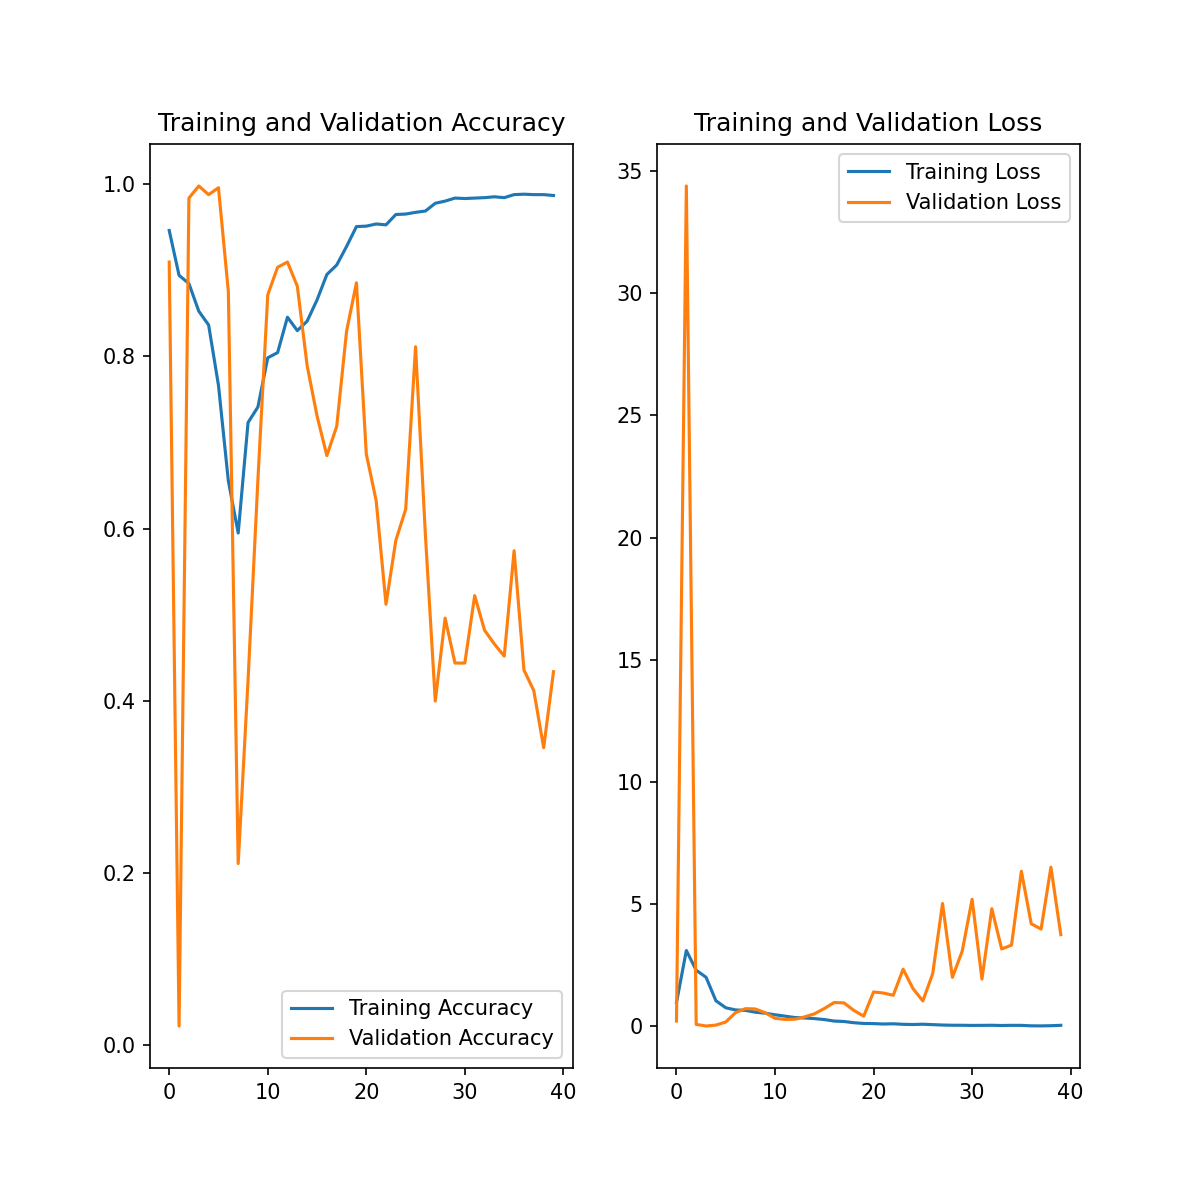 Training and Validation Accuracy
1.0
0.8
0.6
0.4
0.2
0.0
Training Accuracy
Validation Accuracy
0 10 20 30 40
Training and Validation Loss
35
30
25
20
15
10
5
0
Training Loss
Validation Loss
0 10 20 30 40